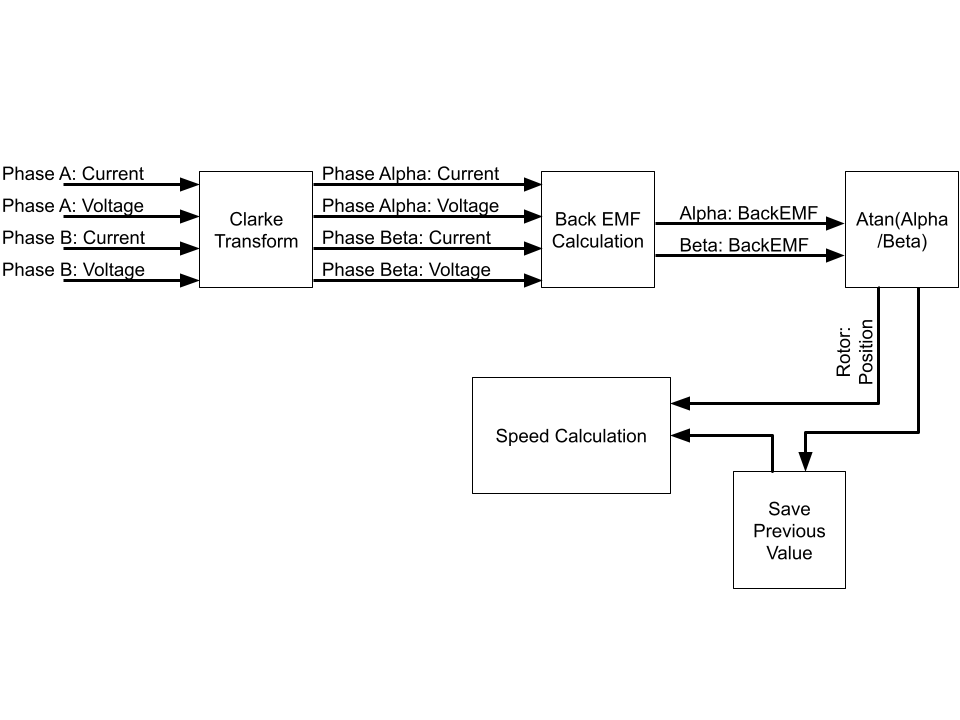 Phase A: Current
Phase A: Voltage
Phase B: Current
Phase B: Voltage
Clarke
Transform
Phase Alpha: Current
Phase Alpha: Voltage
Phase Beta: Current
Phase Beta: Voltage
Back EMF
Calculation
Alpha: BackEMF
Beta: BackEMF
Atan(Alpha
/Beta)
Rotor:
Position
Speed Calculation
Save
Previous
Value